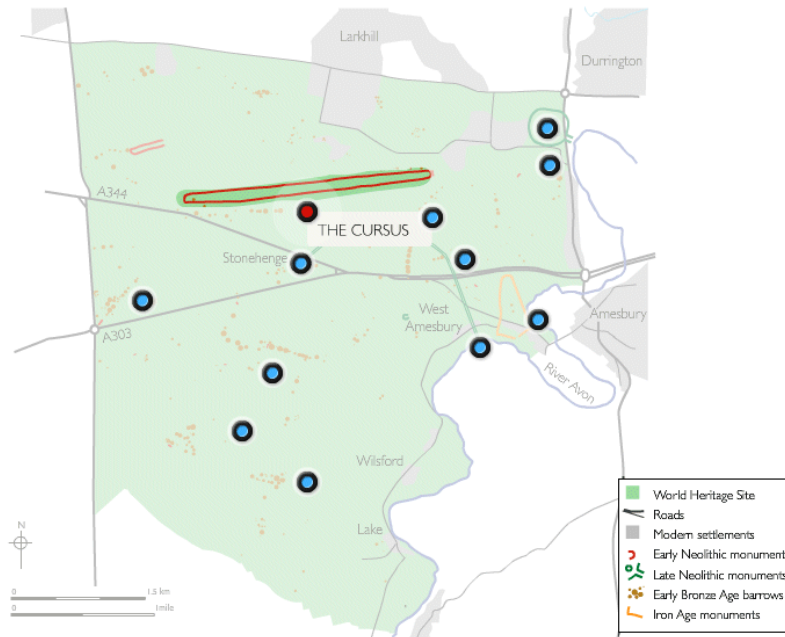 Larkhill
Durrington
A344
THE CURSUS
Stonehenge
West
Amesbury
Amesbury
A303
River Avon
Wilsford
Lake
N
0 1.5 km
0 1mile
World Heritage Site
Roads
Modern settlements
Early Neolithic monument
Late Neolithic monuments
Early Bronze Age barrows
Iron Age monuments